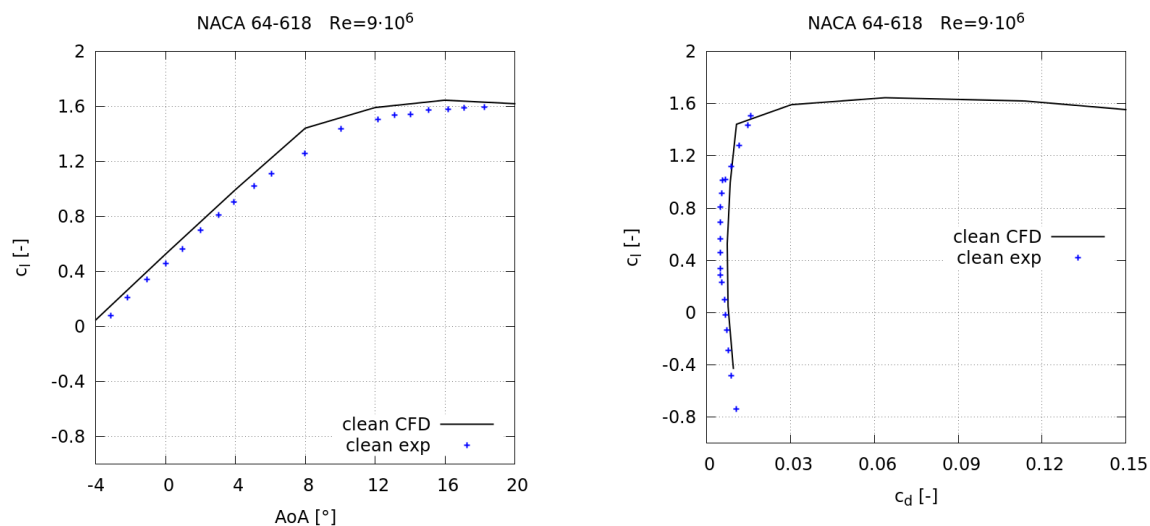 NACA 64-618 Re=9·10⁶
2
1.6
1.2
0.8
0.4
0
-0.4
-0.8
-4 0 4 8 12 16 20
cₗ [-]
AoA [°]
clean CFD
clean exp
NACA 64-618 Re=9·10⁶
2
1.6
1.2
0.8
0.4
0
-0.4
-0.8
0 0.03 0.06 0.09 0.12 0.15
cₗ [-]
c_d [-]
clean CFD
clean exp